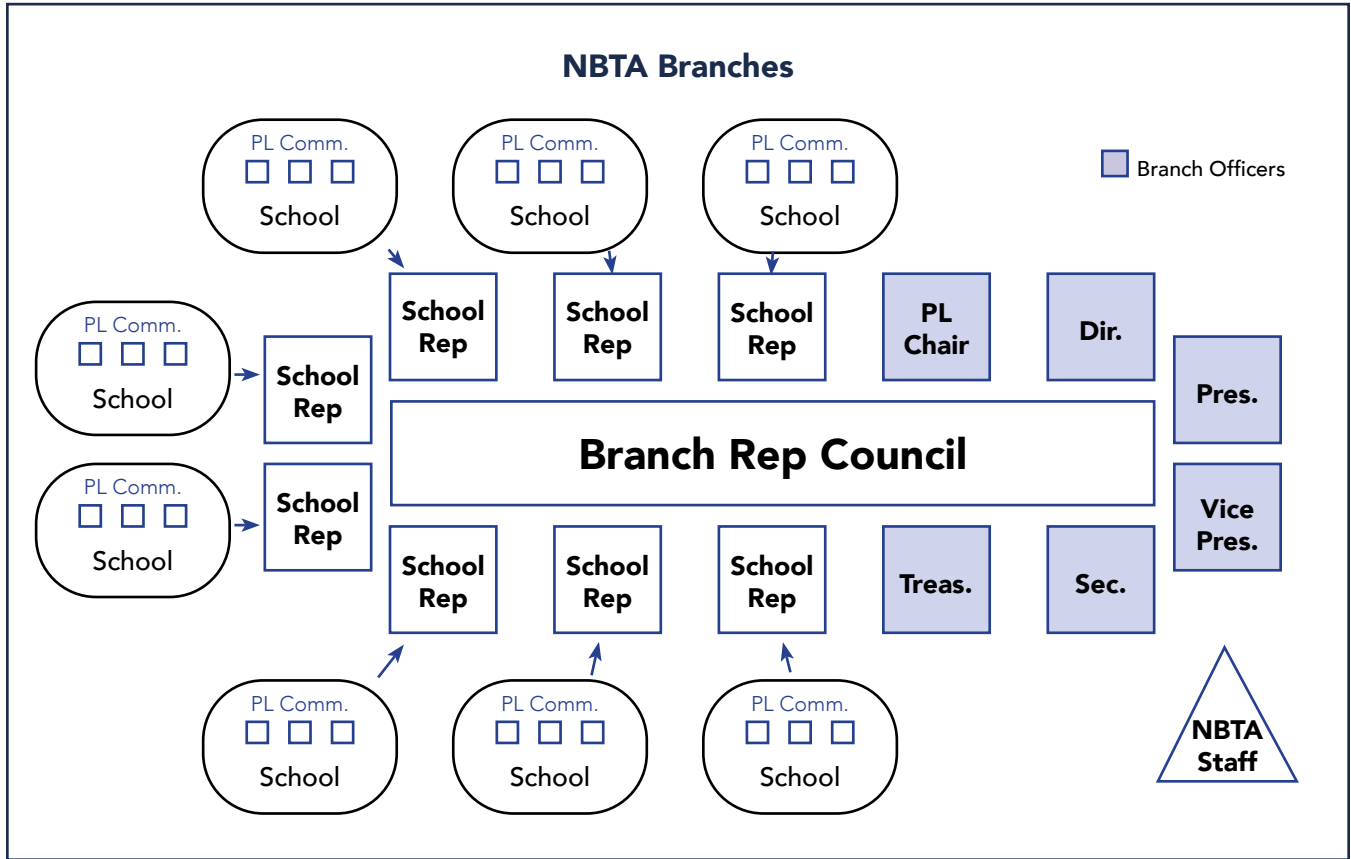 NBTA Branches
PL Comm.
School
PL Comm.
School
PL Comm.
School
Branch Officers
School
Rep
School
Rep
School
Rep
PL
Chair
Dir.
PL Comm.
School
School
Rep
Pres.
Branch Rep Council
PL Comm.
School
School
Rep
Vice
Pres.
School
Rep
School
Rep
School
Rep
Treas.
Sec.
PL Comm.
School
PL Comm.
School
PL Comm.
School
NBTA
Staff